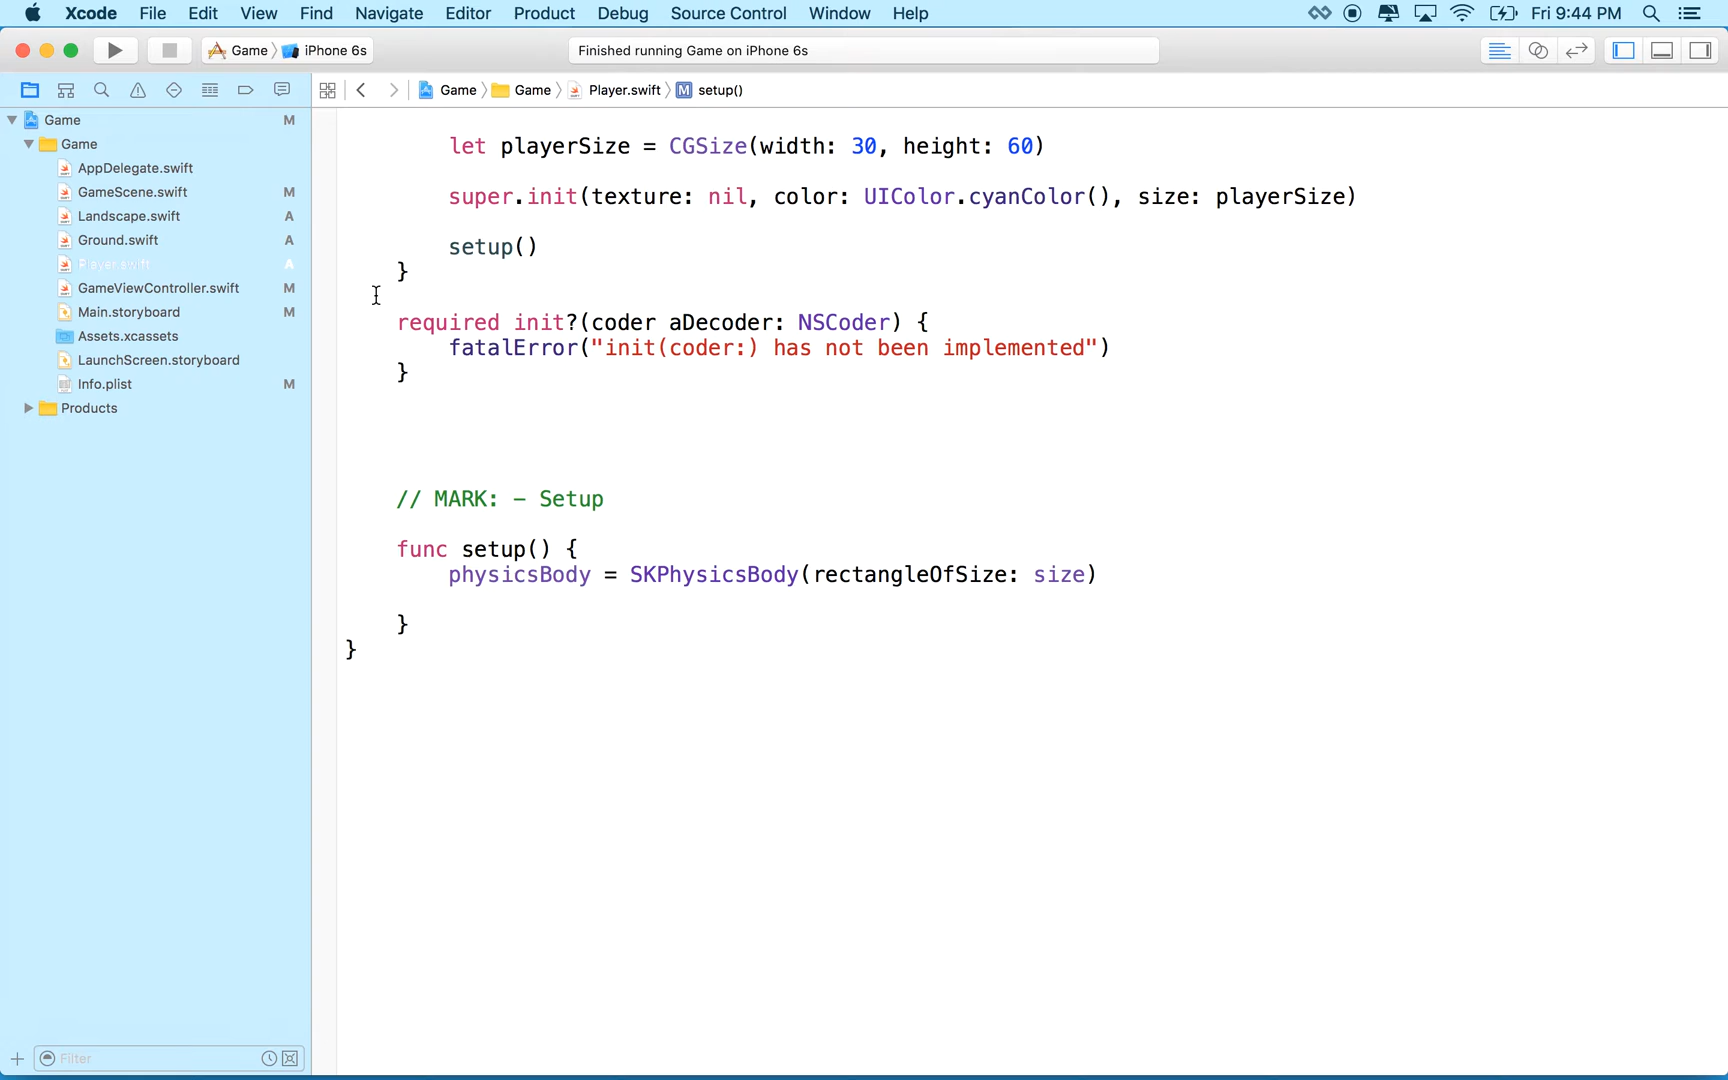 Xcode File Edit View Find Navigate Editor Product Debug Source Control Window Help Fri 9:44 PM
Game iPhone 6s Finished running Game on iPhone 6s
Game Game Player.swift M setup()
Game M
Game
AppDelegate.swift
GameScene.swift M
Landscape.swift A
Ground.swift A
Player.swift A
GameViewController.swift M
Main.storyboard M
Assets.xcassets
LaunchScreen.storyboard
Info.plist M
Products
Filter
let playerSize = CGSize(width: 30, height: 60)
super.init(texture: nil, color: UIColor.cyanColor(), size: playerSize)
setup()
}
required init?(coder aDecoder: NSCoder) {
fatalError("init(coder:) has not been implemented")
}
// MARK: - Setup
func setup() {
physicsBody = SKPhysicsBody(rectangleOfSize: size)
}
}